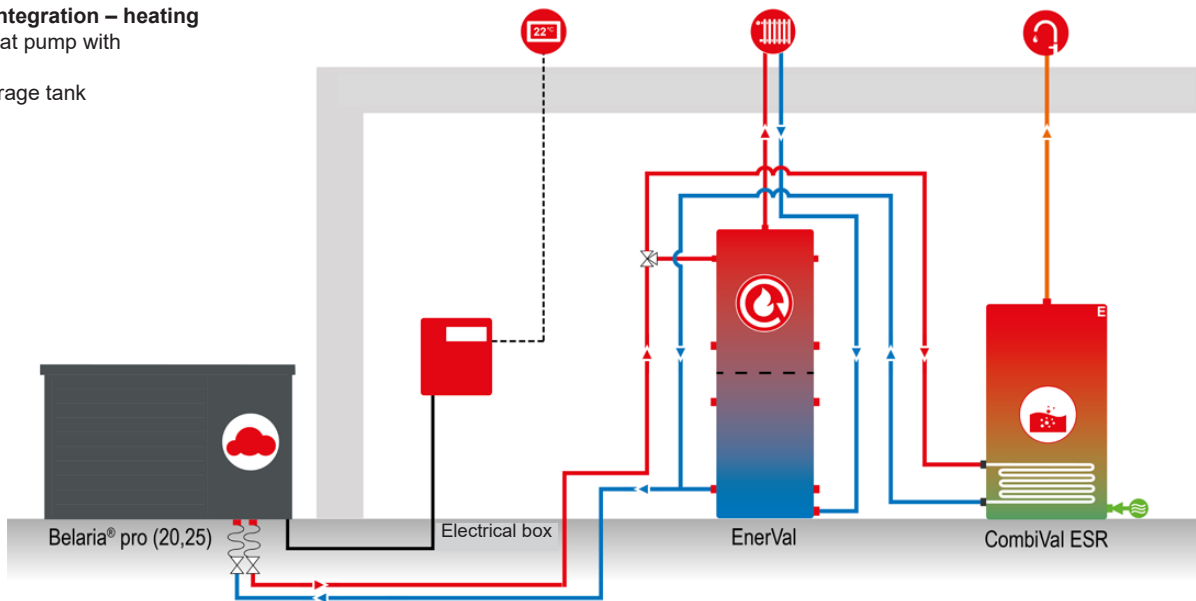 ntegration – heating
at pump with
rage tank
22°C
E
Electrical box
Belaria® pro (20,25)
EnerVal
CombiVal ESR